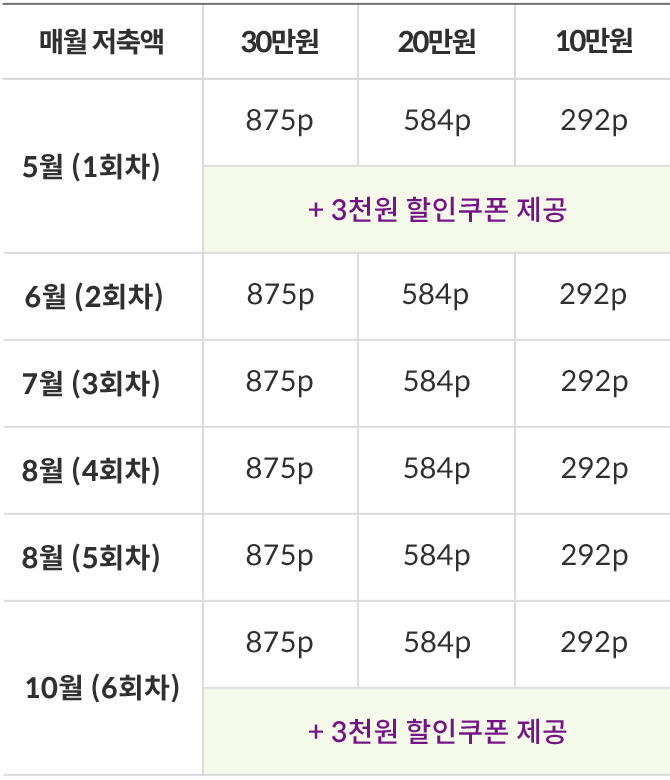 매월 저축액 30만원 20만원 10만원
5월 (1회차) 875p 584p 292p
+ 3천원 할인쿠폰 제공
6월 (2회차) 875p 584p 292p
7월 (3회차) 875p 584p 292p
8월 (4회차) 875p 584p 292p
8월 (5회차) 875p 584p 292p
10월 (6회차) 875p 584p 292p
+ 3천원 할인쿠폰 제공